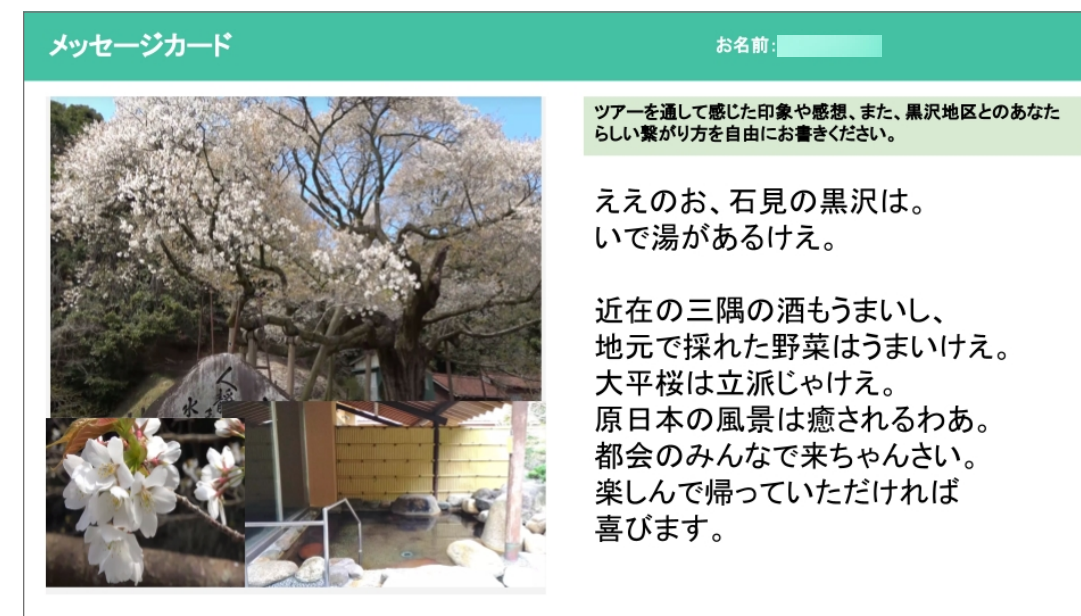 メッセージカード
お名前:
ツアーを通して感じた印象や感想、また、黒沢地区とのあなた
らしい繋がり方を自由にお書きください。
ええのお、石見の黒沢は。
いで湯があるけえ。
近在の三隅の酒もうまいし、
地元で採れた野菜はうまいけえ。
大平桜は立派じゃけえ。
原日本の風景は癒されるわあ。
都会のみんなで来ちゃんさい。
楽しんで帰っていただければ
喜びます。